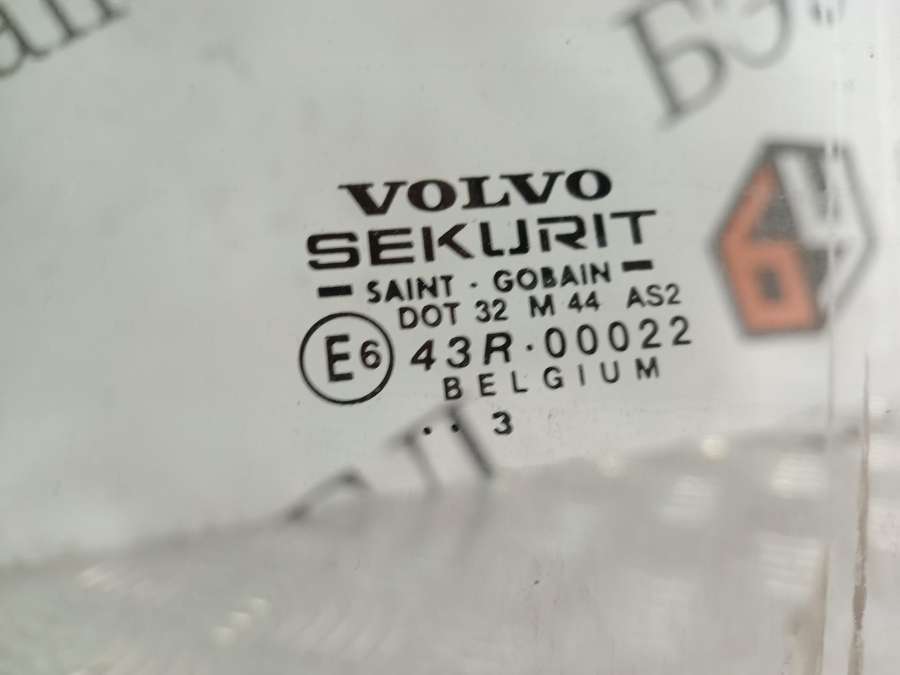 VOLVO
SEKURIT
SAINT · GOBAIN
DOT 32 M 44 AS2
E6 43R·00022
BELGIUM
. . 3